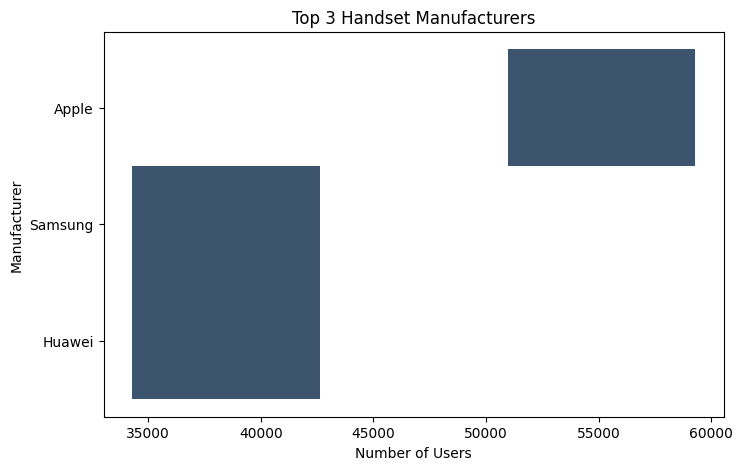 Top 3 Handset Manufacturers
Apple
Samsung
Huawei
Manufacturer
35000 40000 45000 50000 55000 60000
Number of Users